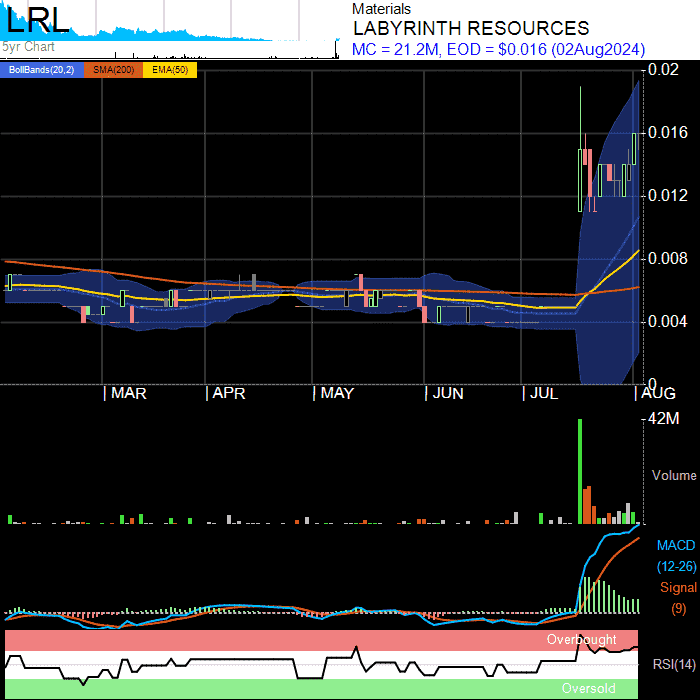 LRL
5yr Chart
Materials
LABYRINTH RESOURCES
MC = 21.2M, EOD = $0.016 (02Aug2024)
BollBands(20,2) SMA(200) EMA(50)
0.02
0.016
0.012
0.008
0.004
0
MAR APR MAY JUN JUL AUG
42M
Volume
MACD
(12-26)
Signal
(9)
Overbought
RSI(14)
Oversold